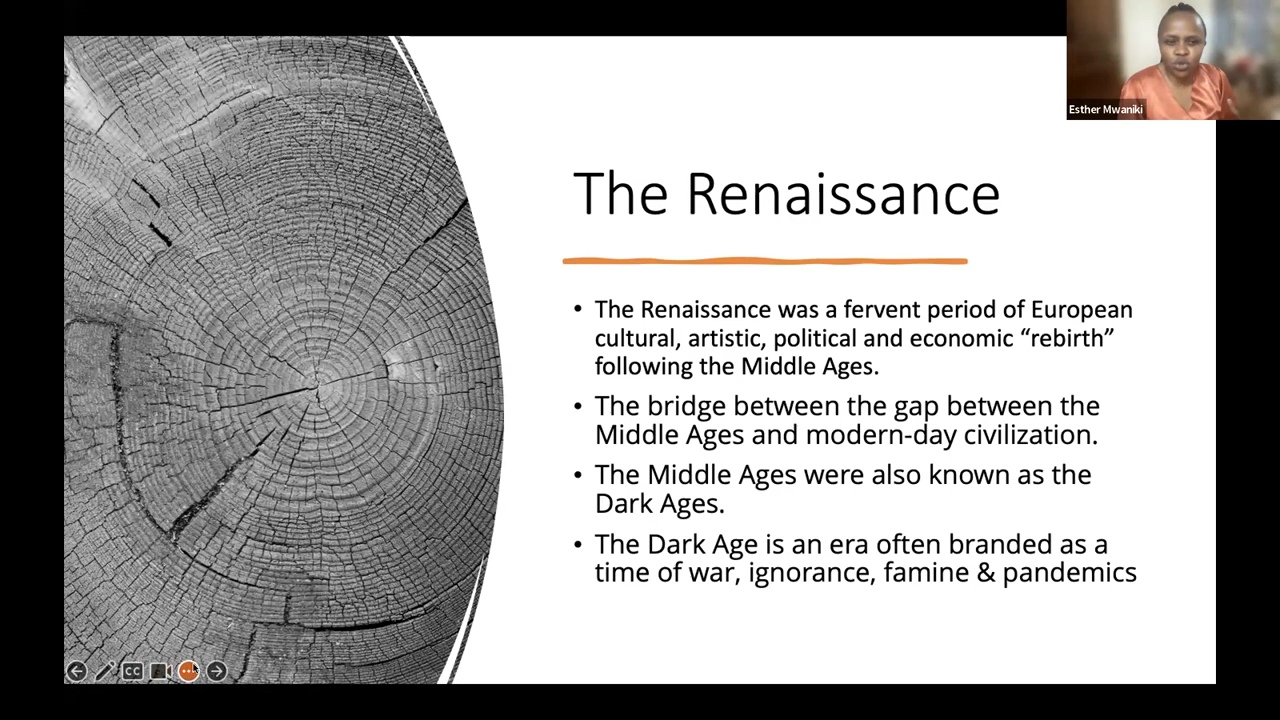 Esther Mwaniki
The Renaissance
• The Renaissance was a fervent period of European
cultural, artistic, political and economic “rebirth”
following the Middle Ages.
• The bridge between the gap between the
Middle Ages and modern-day civilization.
• The Middle Ages were also known as the
Dark Ages.
• The Dark Age is an era often branded as a
time of war, ignorance, famine & pandemics
CC